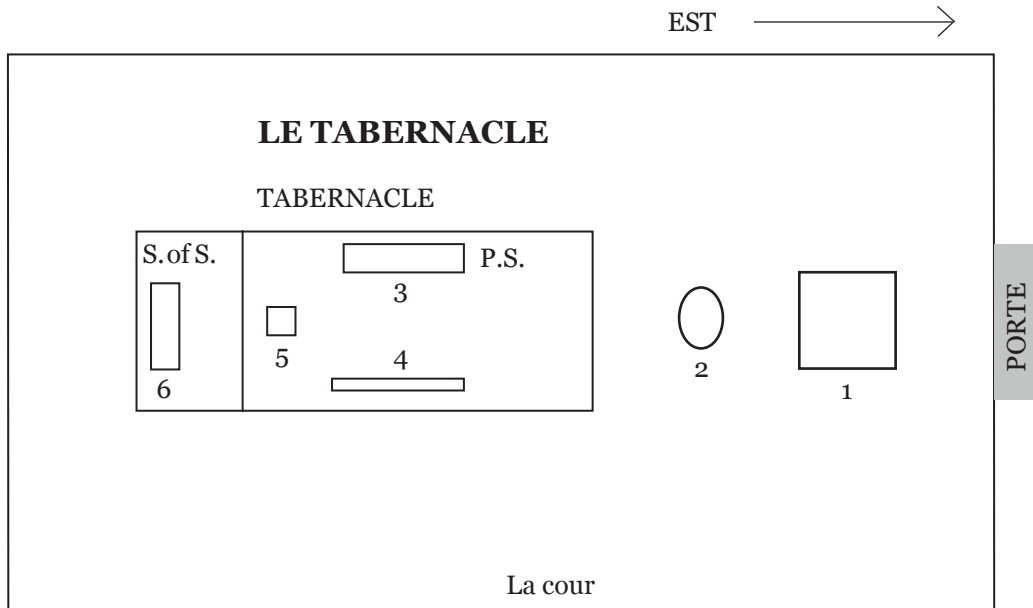 EST
LE TABERNACLE
TABERNACLE
S. of S.
P.S.
3
5
4
6
2
1
PORTE
La cour